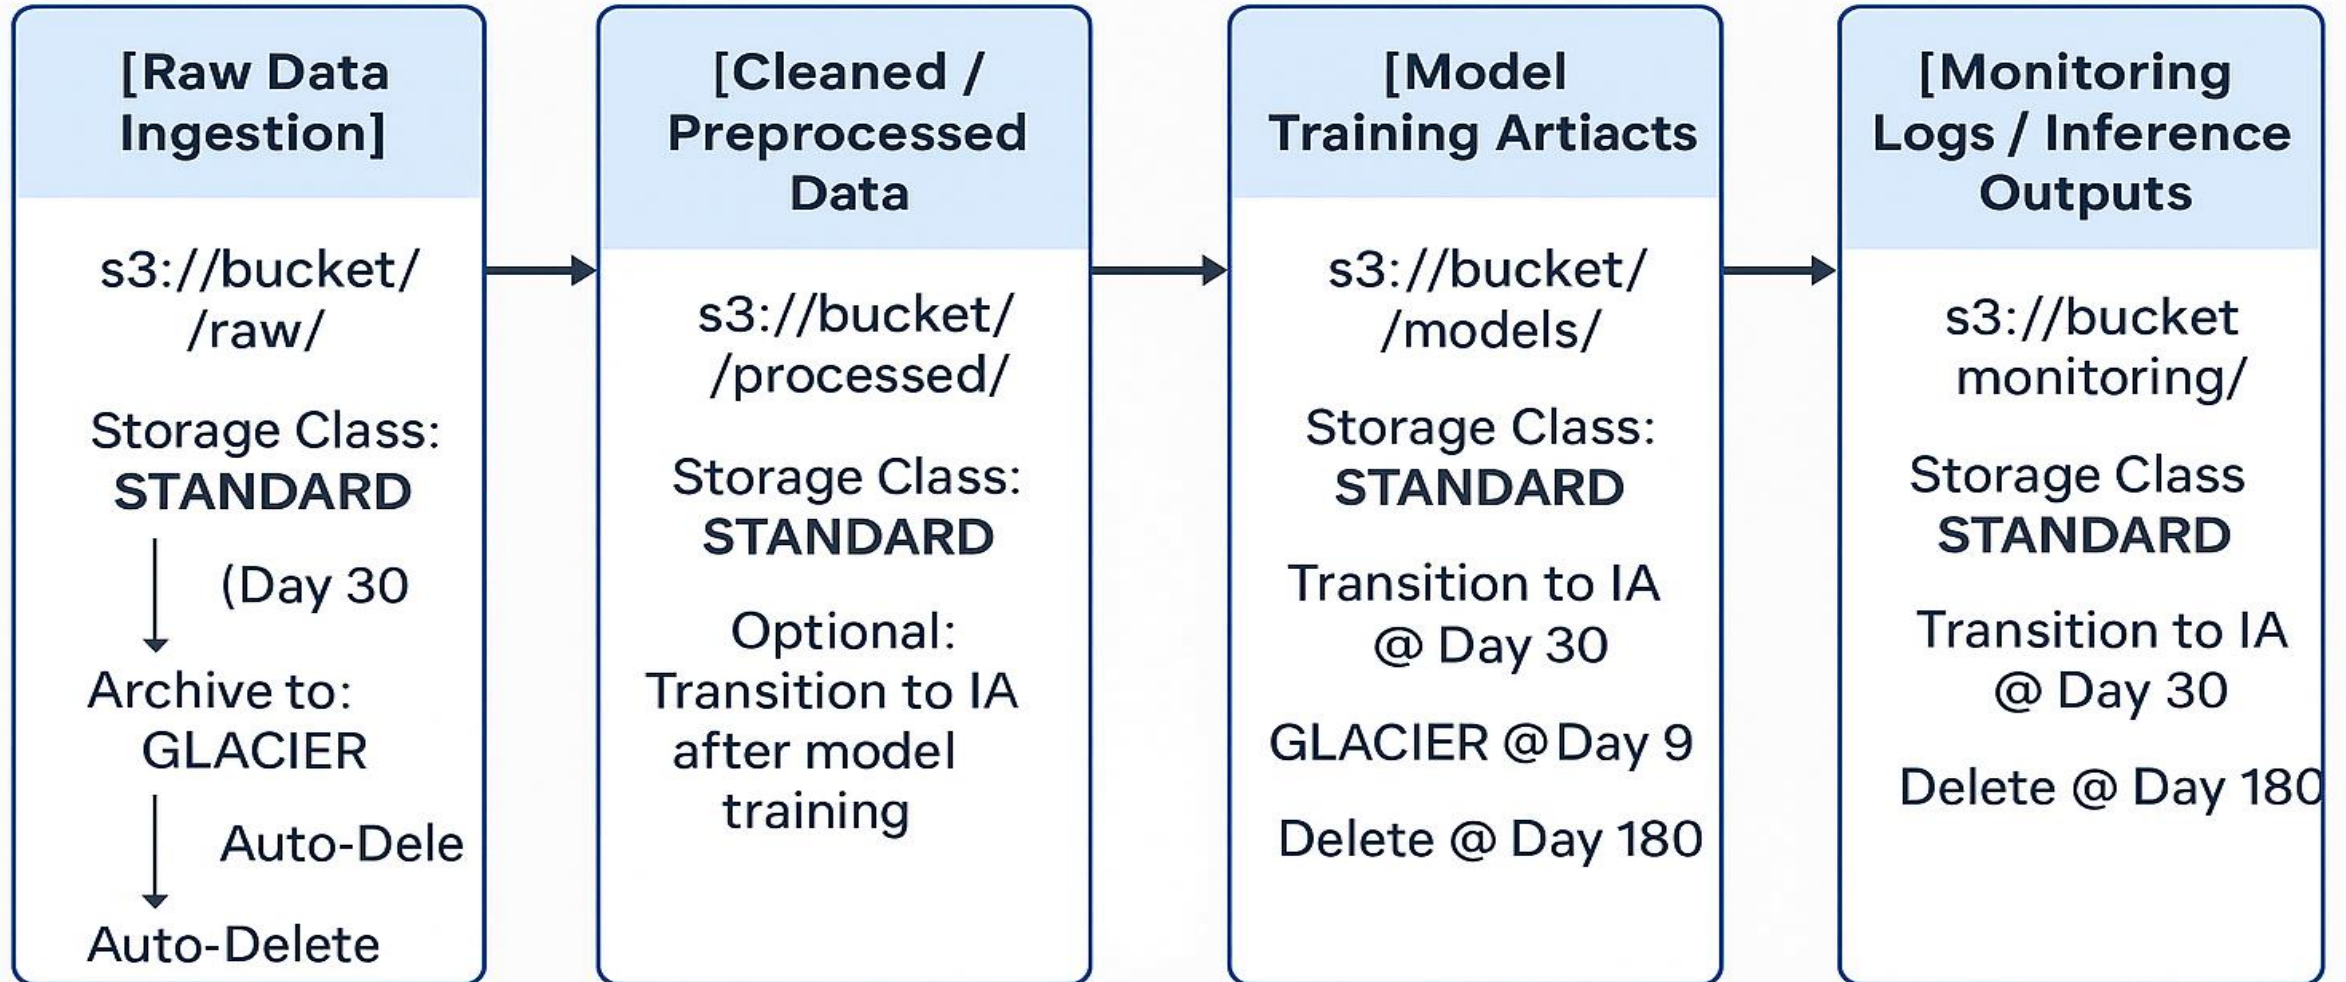 [Raw Data
Ingestion]
s3://bucket/
/raw/
Storage Class:
STANDARD
(Day 30
Archive to:
GLACIER
Auto-Dele
Auto-Delete
[Cleaned /
Preprocessed
Data
s3://bucket/
/processed/
Storage Class:
STANDARD
Optional:
Transition to IA
after model
training
[Model
Training Artiacts
s3://bucket/
/models/
Storage Class:
STANDARD
Transition to IA
@ Day 30
GLACIER @ Day 9
Delete @ Day 180
[Monitoring
Logs / Inference
Outputs
s3://bucket
monitoring/
Storage Class
STANDARD
Transition to IA
@ Day 30
Delete @ Day 180